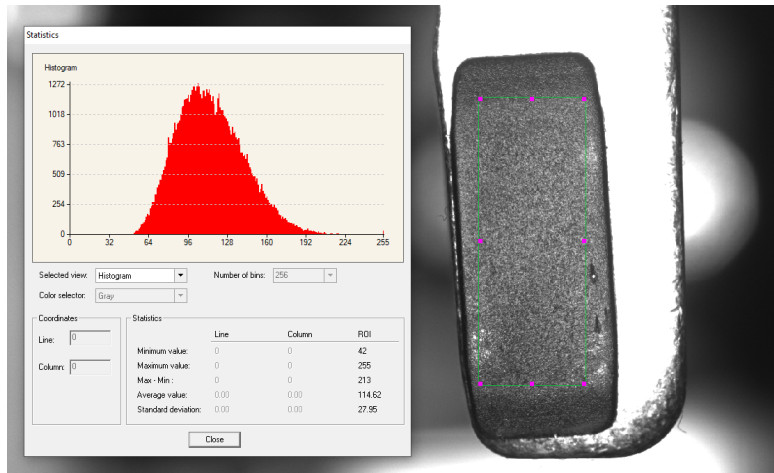 Statistics
Histogram
1272
1018
763
509
254
0
0 32 64 96 128 160 192 224 255
Selected view: Histogram Number of bins: 256
Color selector: Gray
Coordinates
Line: 0
Column: 0
Statistics
Line Column ROI
Minimum value: 0 0 42
Maximum value: 0 0 255
Max - Min : 0 0 213
Average value: 0.00 0.00 114.62
Standard deviation: 0.00 0.00 27.95
Close